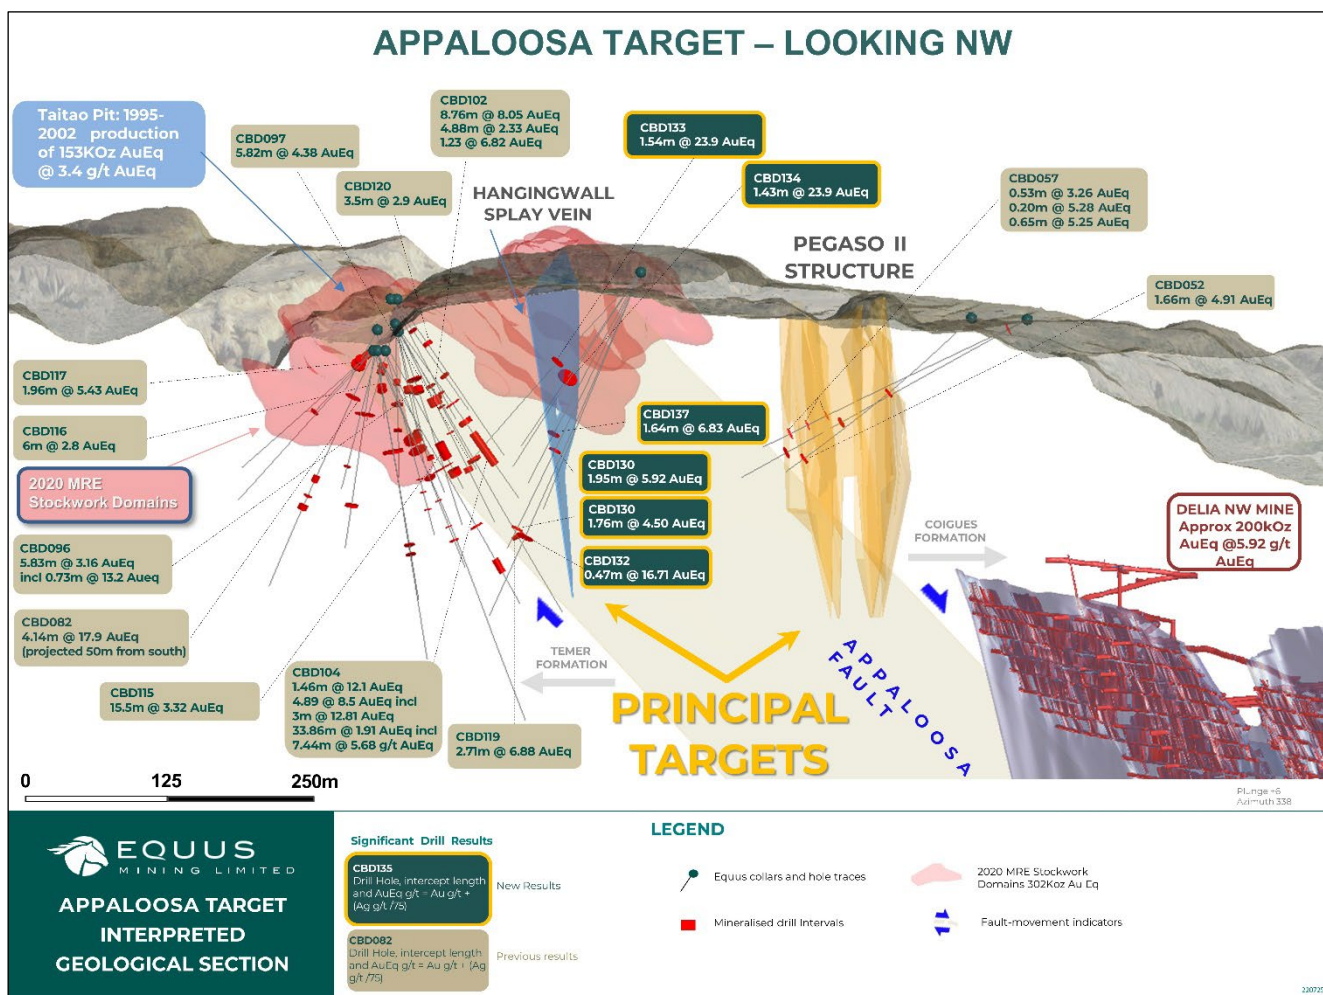 APPALOOSA TARGET – LOOKING NW
Taitao Pit: 1995-
2002 production
of 153KOz AuEq
@ 3.4 g/t AuEq
CBD097
5.82m @ 4.38 AuEq
CBD102
8.76m @ 8.05 AuEq
4.88m @ 2.33 AuEq
1.23 @ 6.82 AuEq
CBD120
3.5m @ 2.9 AuEq
HANGINGWALL
SPLAY VEIN
CBD133
1.54m @ 23.9 AuEq
CBD134
1.43m @ 23.9 AuEq
PEGASO II
STRUCTURE
CBD057
0.53m @ 3.26 AuEq
0.20m @ 5.28 AuEq
0.65m @ 5.25 AuEq
CBD052
1.66m @ 4.91 AuEq
CBD117
1.96m @ 5.43 AuEq
CBD116
6m @ 2.8 AuEq
2020 MRE
Stockwork Domains
CBD096
5.83m @ 3.16 AuEq
incl 0.73m @ 13.2 Aueq
CBD082
4.14m @ 17.9 AuEq
(projected 50m from south)
CBD115
15.5m @ 3.32 AuEq
CBD104
1.46m @ 12.1 AuEq
4.89 @ 8.5 AuEq incl
3m @ 12.81 AuEq
33.86m @ 1.91 AuEq incl
7.44m @ 5.68 g/t AuEq
CBD119
2.71m @ 6.88 AuEq
CBD137
1.64m @ 6.83 AuEq
CBD130
1.95m @ 5.92 AuEq
CBD130
1.76m @ 4.50 AuEq
CBD132
0.47m @ 16.71 AuEq
TEMER
FORMATION
COIGUES
FORMATION
DELIA NW MINE
Approx 200kOz
AuEq @5.92 g/t
AuEq
PRINCIPAL
TARGETS
APPALOOSA
FAULT
0 125 250m
Plunge +6
Azimuth 338
EQUUS
MINING LIMITED
APPALOOSA TARGET
INTERPRETED
GEOLOGICAL SECTION
Significant Drill Results
CBD135
Drill Hole, intercept length
and AuEq g/t = Au g/t +
(Ag g/t /75)
New Results
CBD082
Drill Hole, intercept length
and AuEq g/t = Au g/t + (Ag
g/t /75)
Previous results
LEGEND
Equus collars and hole traces
Mineralised drill Intervals
2020 MRE Stockwork
Domains 302Koz Au Eq
Fault-movement indicators
220725